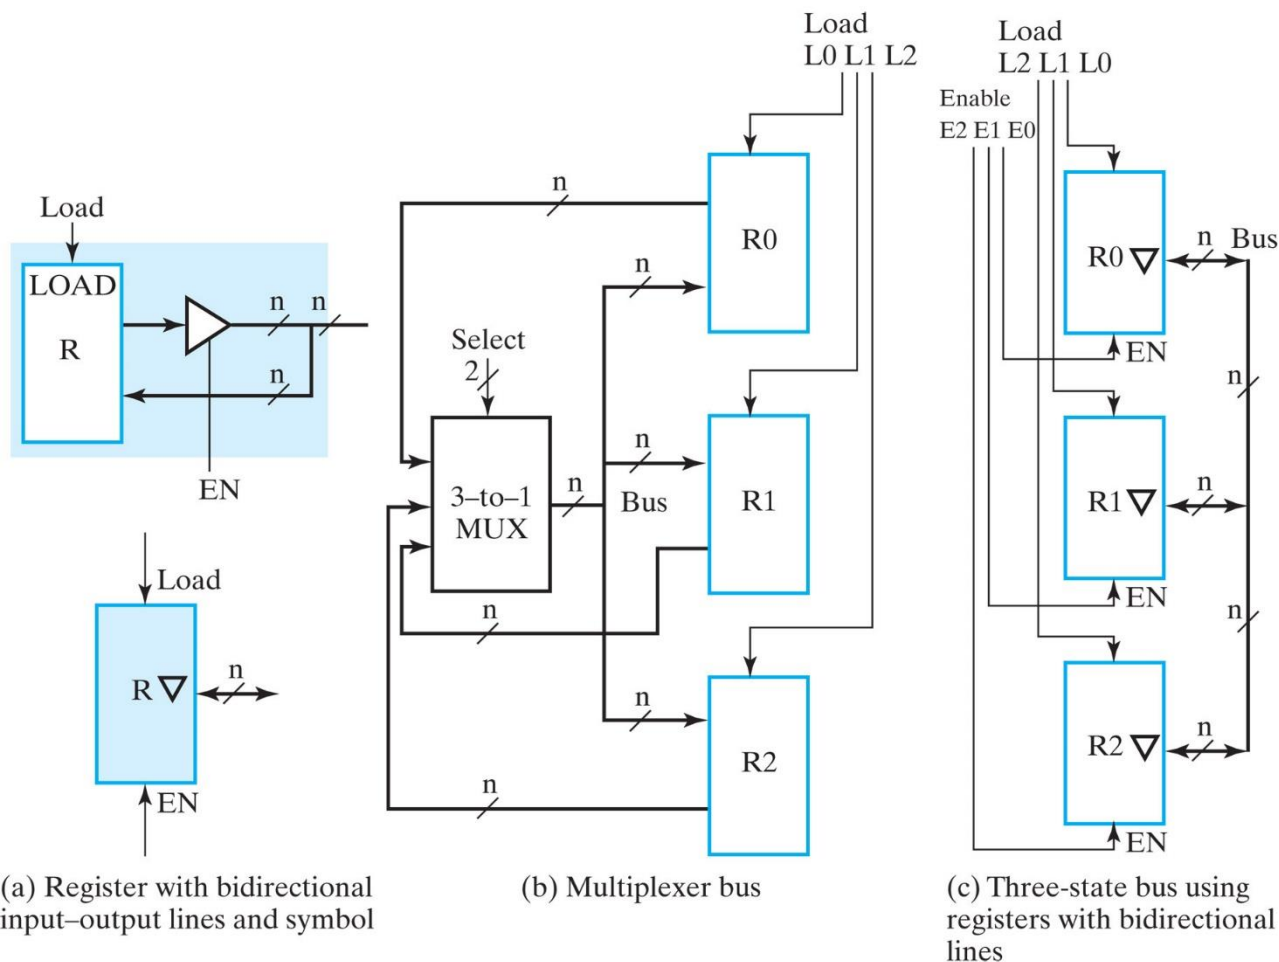 Load
LOAD
R
n
n
n
EN
Load
R
n
EN
(a) Register with bidirectional
input–output lines and symbol
Load
L0 L1 L2
n
R0
n
Select
2
3–to–1
MUX
n
Bus
n
R1
n
n
R2
n
(b) Multiplexer bus
Load
L2 L1 L0
Enable
E2 E1 E0
R0
n
Bus
EN
n
R1
n
EN
n
R2
n
EN
(c) Three-state bus using
registers with bidirectional
lines